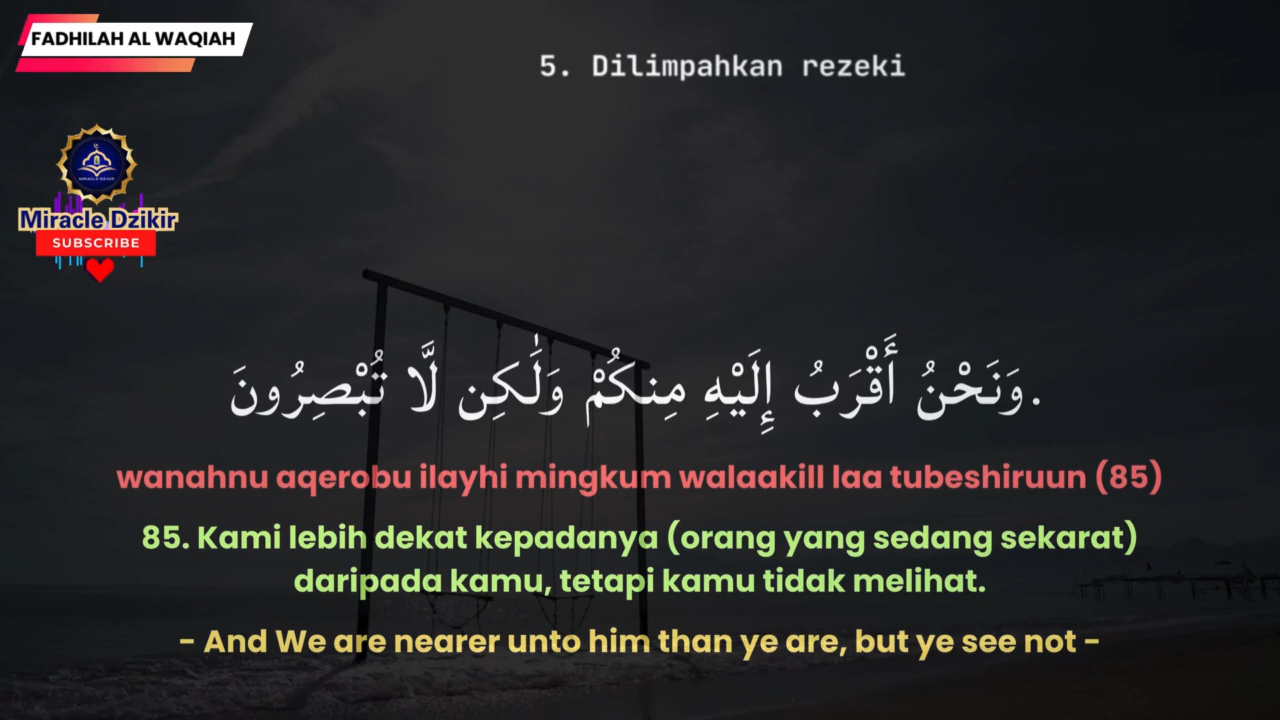 FADHILAH AL WAQIAH
5. Dilimpahkan rezeki
MIRACLE DZIKIR
Miracle Dzikir
SUBSCRIBE
وَنَحْنُ أَقْرَبُ إِلَيْهِ مِنكُمْ وَلَٰكِن لَّا تُبْصِرُونَ.
wanahnu aqerobu ilayhi mingkum walaakill laa tubeshiruun (85)
85. Kami lebih dekat kepadanya (orang yang sedang sekarat)
daripada kamu, tetapi kamu tidak melihat.
- And We are nearer unto him than ye are, but ye see not -